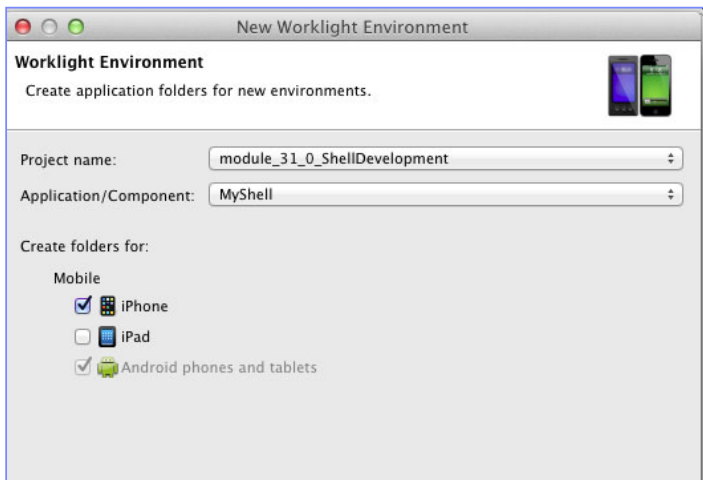 New Worklight Environment
Worklight Environment
Create application folders for new environments.
Project name: module_31_0_ShellDevelopment
Application/Component: MyShell
Create folders for:
Mobile
iPhone
iPad
Android phones and tablets